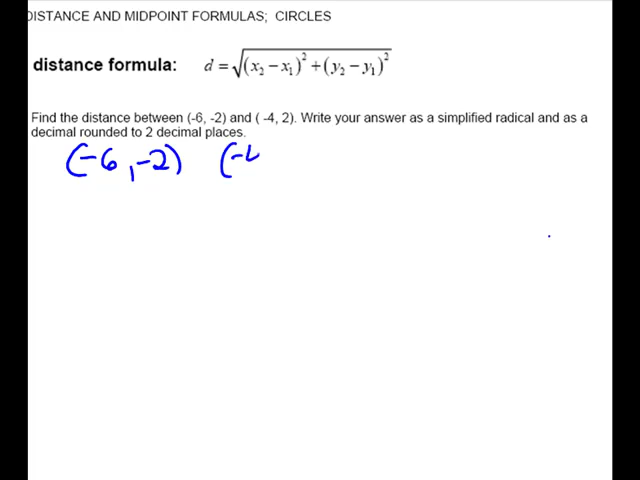 DISTANCE AND MIDPOINT FORMULAS; CIRCLES
distance formula: d = √(x₂ − x₁)² + (y₂ − y₁)²
Find the distance between (-6, -2) and ( -4, 2). Write your answer as a simplified radical and as a
decimal rounded to 2 decimal places.
(-6, -2) (-4